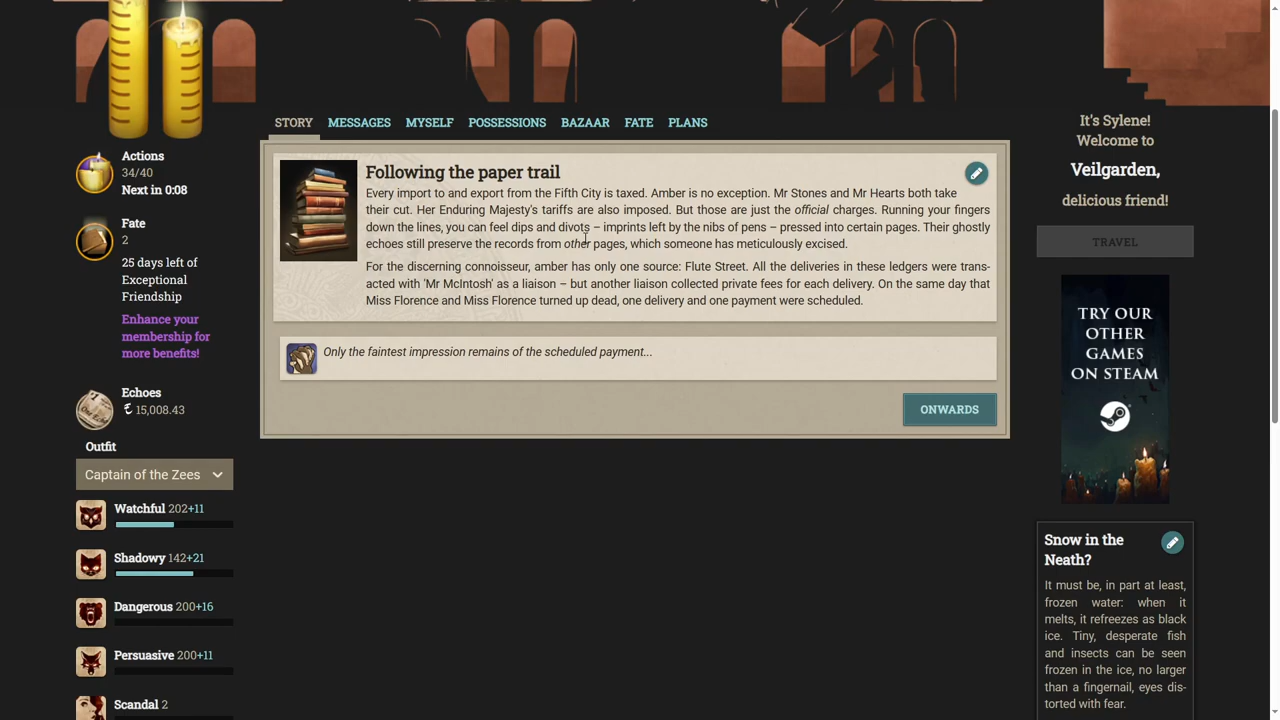 STORY MESSAGES MYSELF POSSESSIONS BAZAAR FATE PLANS
Actions
34/40
Next in 0:08
Fate
2
25 days left of
Exceptional
Friendship
Enhance your
membership for
more benefits!
Echoes
15,008.43
Outfit
Captain of the Zees
Watchful 202+11
Shadowy 142+21
Dangerous 200+16
Persuasive 200+11
Scandal 2
Following the paper trail
Every import to and export from the Fifth City is taxed. Amber is no exception. Mr Stones and Mr Hearts both take
their cut. Her Enduring Majesty's tariffs are also imposed. But those are just the official charges. Running your fingers
down the lines, you can feel dips and divots – imprints left by the nibs of pens – pressed into certain pages. Their ghostly
echoes still preserve the records from other pages, which someone has meticulously excised.
For the discerning connoisseur, amber has only one source: Flute Street. All the deliveries in these ledgers were trans-
acted with 'Mr McIntosh' as a liaison – but another liaison collected private fees for each delivery. On the same day that
Miss Florence and Miss Florence turned up dead, one delivery and one payment were scheduled.
Only the faintest impression remains of the scheduled payment...
ONWARDS
It's Sylene!
Welcome to
Veilgarden,
delicious friend!
TRAVEL
TRY OUR
OTHER
GAMES
ON STEAM
Snow in the
Neath?
It must be, in part at least,
frozen water: when it
melts, it refreezes as black
ice. Tiny, desperate fish
and insects can be seen
frozen in the ice, no larger
than a fingernail, eyes dis-
torted with fear.